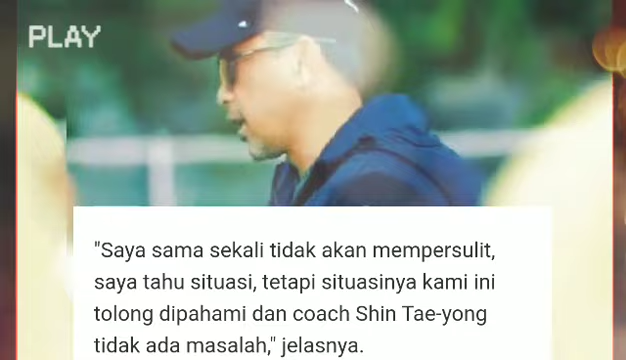 PLAY
"Saya sama sekali tidak akan mempersulit,
saya tahu situasi, tetapi situasinya kami ini
tolong dipahami dan coach Shin Tae-yong
tidak ada masalah," jelasnya.